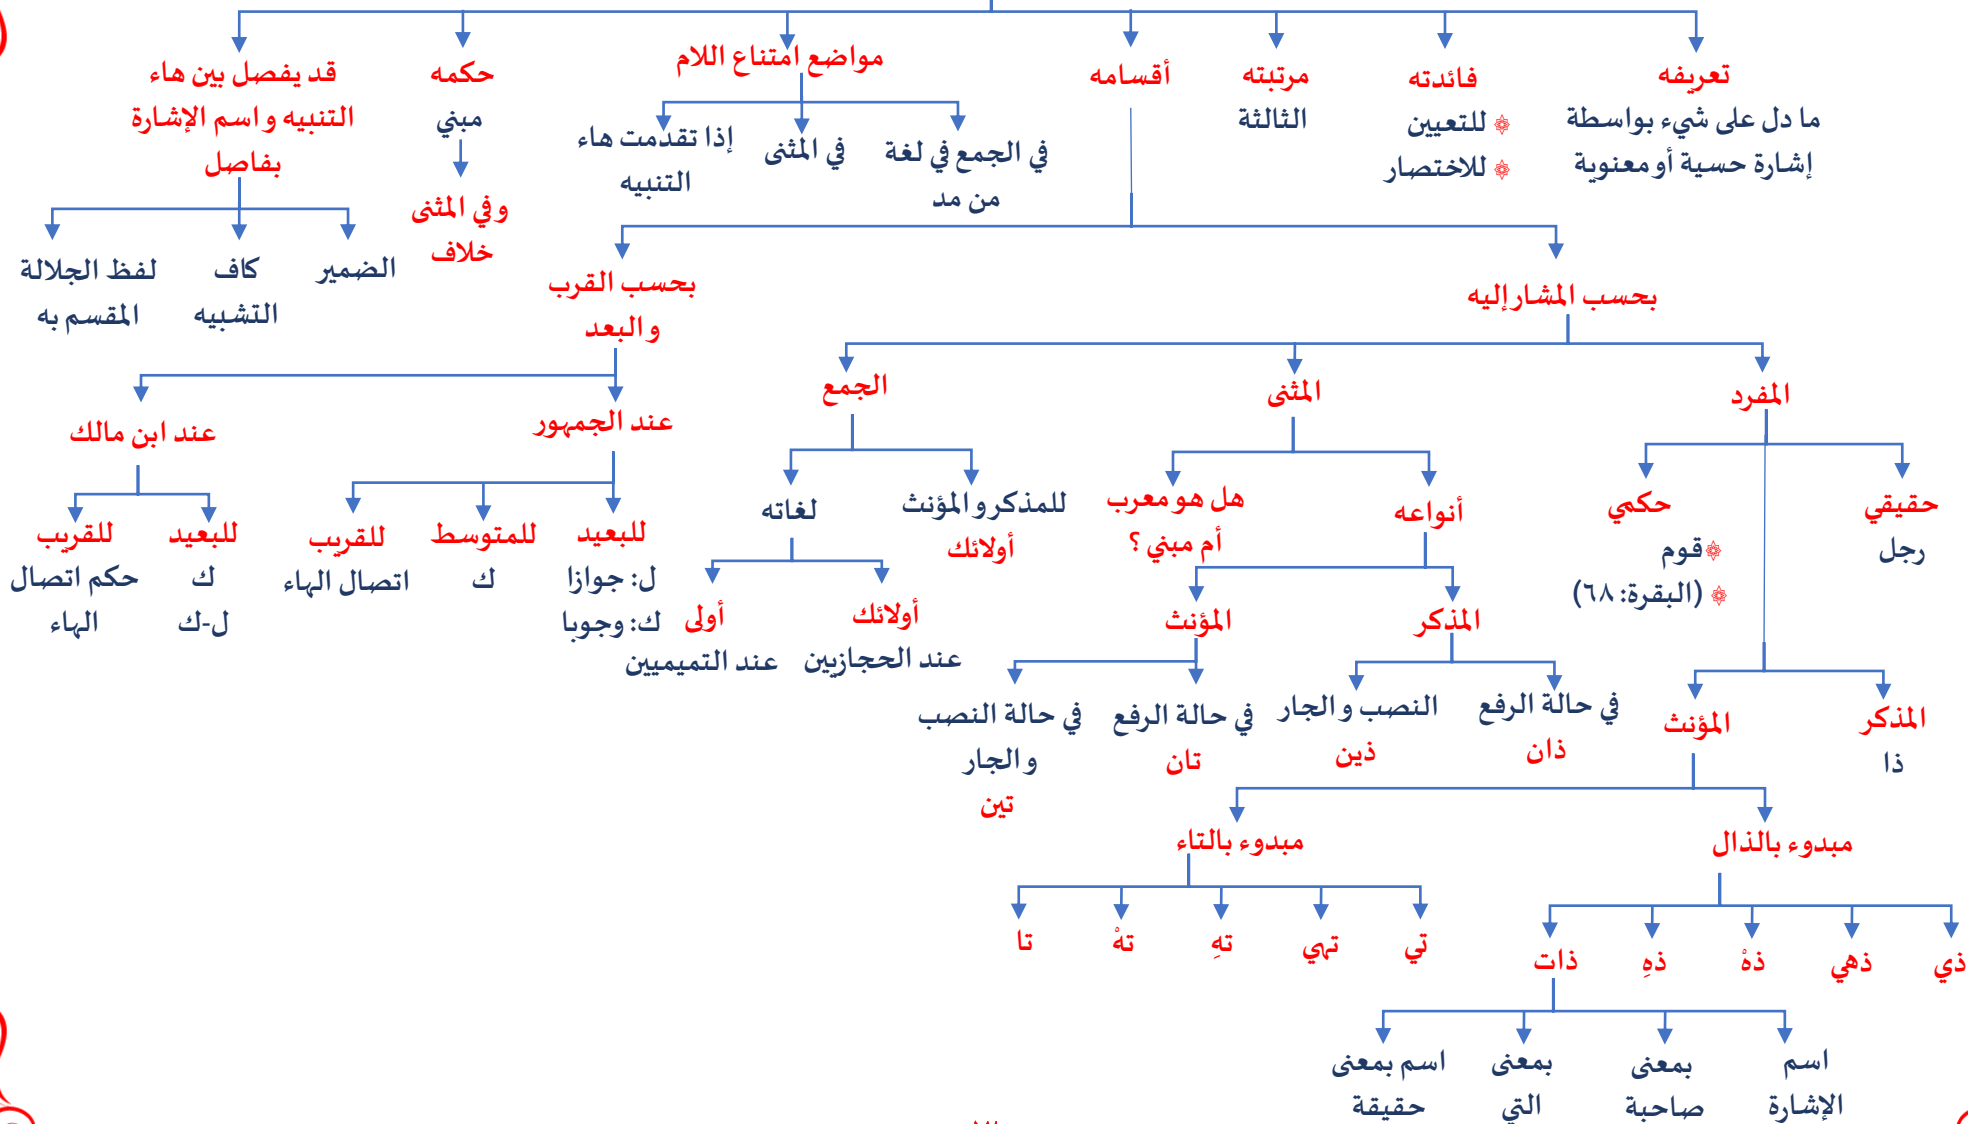 تعريفه
ما دل على شيء بواسطة
إشارة حسية أو معنوية
فائدته
للتعيين
للاختصار
مرتبته
الثالثة
أقسامه
مواضع امتناع اللام
في الجمع في لغة
من مد
في المثنى
إذا تقدمت هاء
التنبيه
حكمه
مبني
وفي المثنى
خلاف
قد يفصل بين هاء
التنبيه واسم الإشارة
بفاصل
الضمير
كاف
التشبيه
لفظ الجلالة
المقسم به
بحسب المشار إليه
بحسب القرب
والبعد
المفرد
المثنى
الجمع
حقيقي
رجل
حكمي
قوم
(البقرة: ٦٨)
المذكر
ذا
المؤنث
مبدوء بالذال
ذي
ذهي
ذهْ
ذهِ
ذات
اسم
الإشارة
بمعنى
صاحبة
بمعنى
التي
اسم بمعنى
حقيقة
مبدوء بالتاء
تي
تهي
تهِ
تهْ
تا
أنواعه
المذكر
في حالة الرفع
ذان
النصب والجار
ذين
المؤنث
في حالة الرفع
تان
في حالة النصب
والجار
تين
هل هو معرب
أم مبني ؟
للمذكر والمؤنث
أولائك
لغاته
أولائك
عند الحجازيين
أولى
عند التميميين
عند الجمهور
للبعيد
ل: جوازا
ك: وجوبا
للمتوسط
ك
للقريب
اتصال الهاء
عند ابن مالك
للبعيد
ك
ل-ك
للقريب
حكم اتصال
الهاء